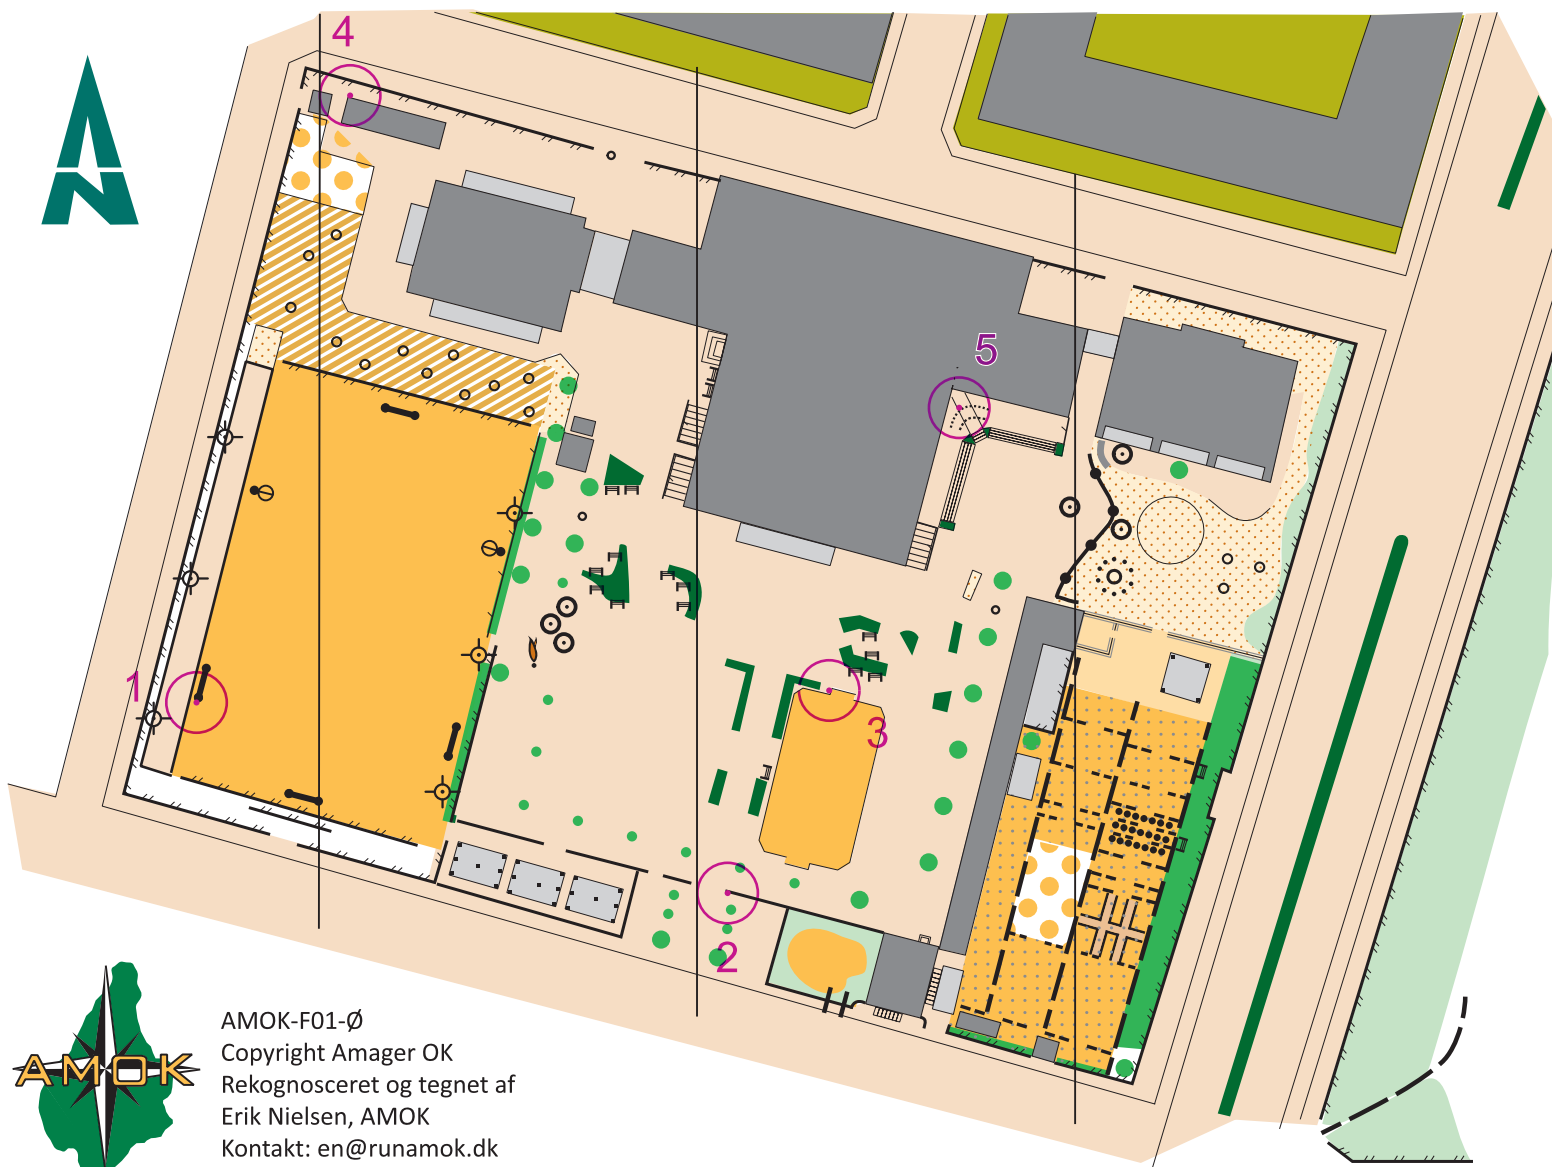 4
5
1
3
2
AMOK
AMOK-F01-Ø
Copyright Amager OK
Rekognosceret og tegnet af
Erik Nielsen, AMOK
Kontakt: en@runamok.dk